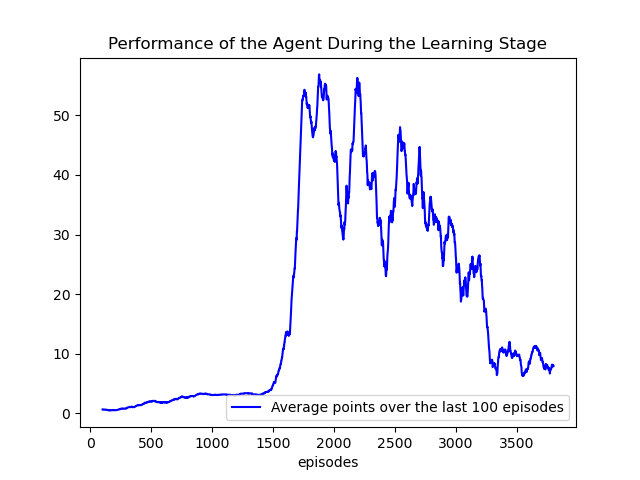 Performance of the Agent During the Learning Stage
50
40
30
20
10
0
Average points over the last 100 episodes
0 500 1000 1500 2000 2500 3000 3500
episodes